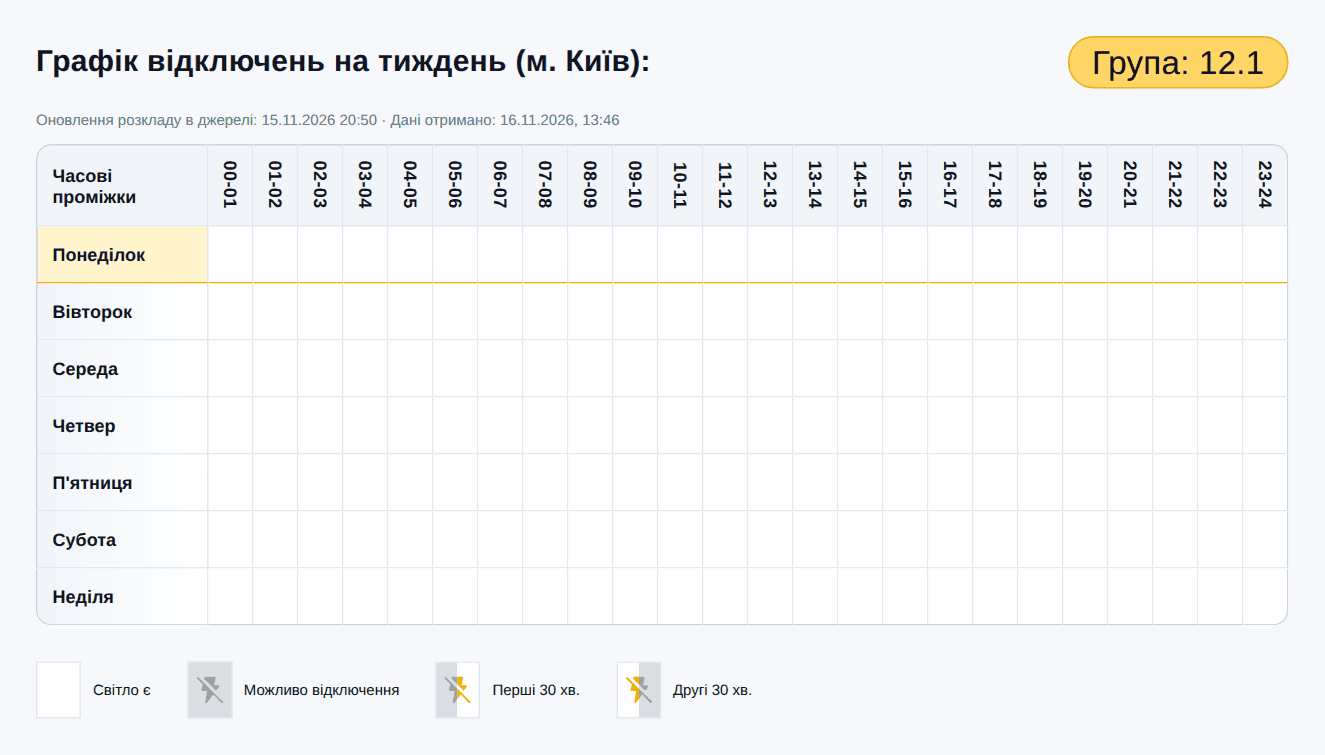 Графік відключень на тиждень (м. Київ):
Група: 12.1
Оновлення розкладу в джерелі: 15.11.2026 20:50 · Дані отримано: 16.11.2026, 13:46
Часові
проміжки
00-01
01-02
02-03
03-04
04-05
05-06
06-07
07-08
08-09
09-10
10-11
11-12
12-13
13-14
14-15
15-16
16-17
17-18
18-19
19-20
20-21
21-22
22-23
23-24
Понеділок
Вівторок
Середа
Четвер
П'ятниця
Субота
Неділя
Світло є
Можливо відключення
Перші 30 хв.
Другі 30 хв.